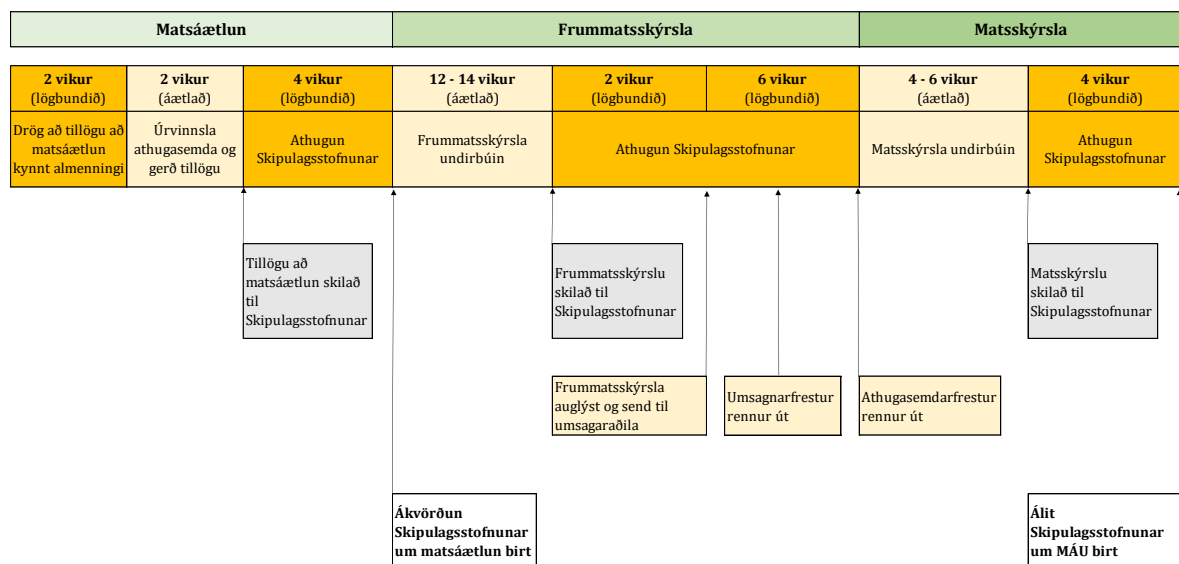 Matsáætlun
Frummatsskýrsla
Matsskýrsla
2 vikur
(lögbundið)
2 vikur
(áætlað)
4 vikur
(lögbundið)
12 - 14 vikur
(áætlað)
2 vikur
(lögbundið)
6 vikur
(lögbundið)
4 - 6 vikur
(áætlað)
4 vikur
(lögbundið)
Drög að tillögu að
matsáætlun
kynnt almenningi
Úrvinnsla
athugasemda og
gerð tillögu
Athugun
Skipulagsstofnunar
Frummatsskýrsla
undirbúin
Athugun Skipulagsstofnunar
Matsskýrsla undirbúin
Athugun
Skipulagsstofnunar
Tillögu að
matsáætlun skilað
til
Skipulagsstofnunar
Frummatsskýrslu
skilað til
Skipulagsstofnunar
Matsskýrslu
skilað til
Skipulagsstofnunar
Frummatsskýrsla
auglýst og send til
umsagaraðila
Umsagnarfrestur
rennur út
Athugasemdarfrestur
rennur út
Ákvörðun
Skipulagsstofnunar
um matsáætlun birt
Álit
Skipulagsstofnunar
um MÁU birt